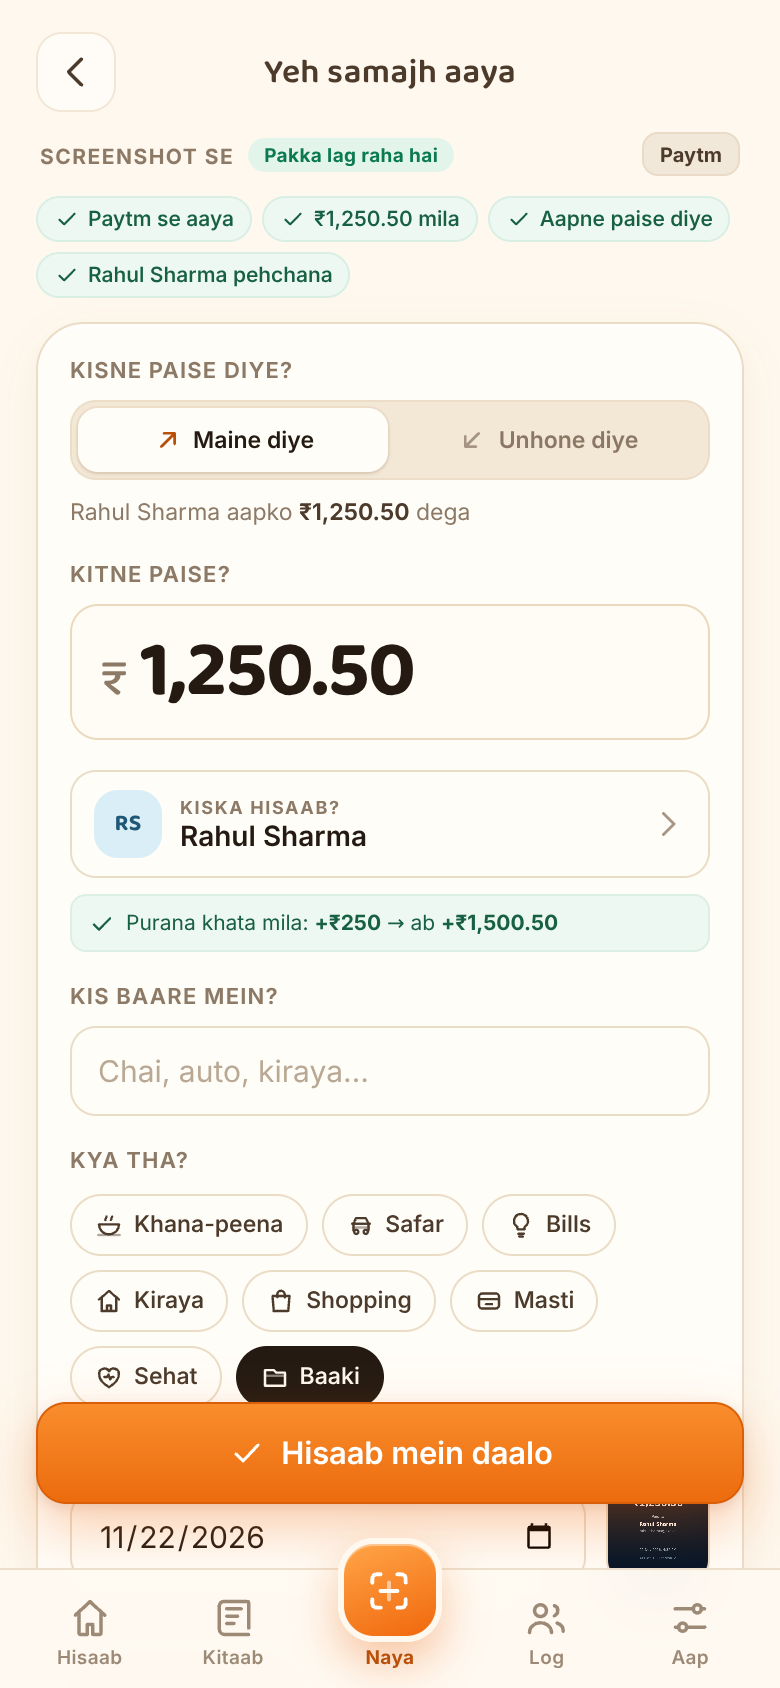 Yeh samajh aaya
SCREENSHOT SE Pakka lag raha hai Paytm
Paytm se aaya ₹1,250.50 mila Aapne paise diye
Rahul Sharma pehchana
KISNE PAISE DIYE?
Maine diye Unhone diye
Rahul Sharma aapko ₹1,250.50 dega
KITNE PAISE?
₹ 1,250.50
RS KISKA HISAAB?
Rahul Sharma
Purana khata mila: +₹250 → ab +₹1,500.50
KIS BAARE MEIN?
Chai, auto, kiraya...
KYA THA?
Khana-peena Safar Bills
Kiraya Shopping Masti
Sehat Baaki
Hisaab mein daalo
11/22/2026
Rahul Sharma
Hisaab Kitaab Naya Log Aap